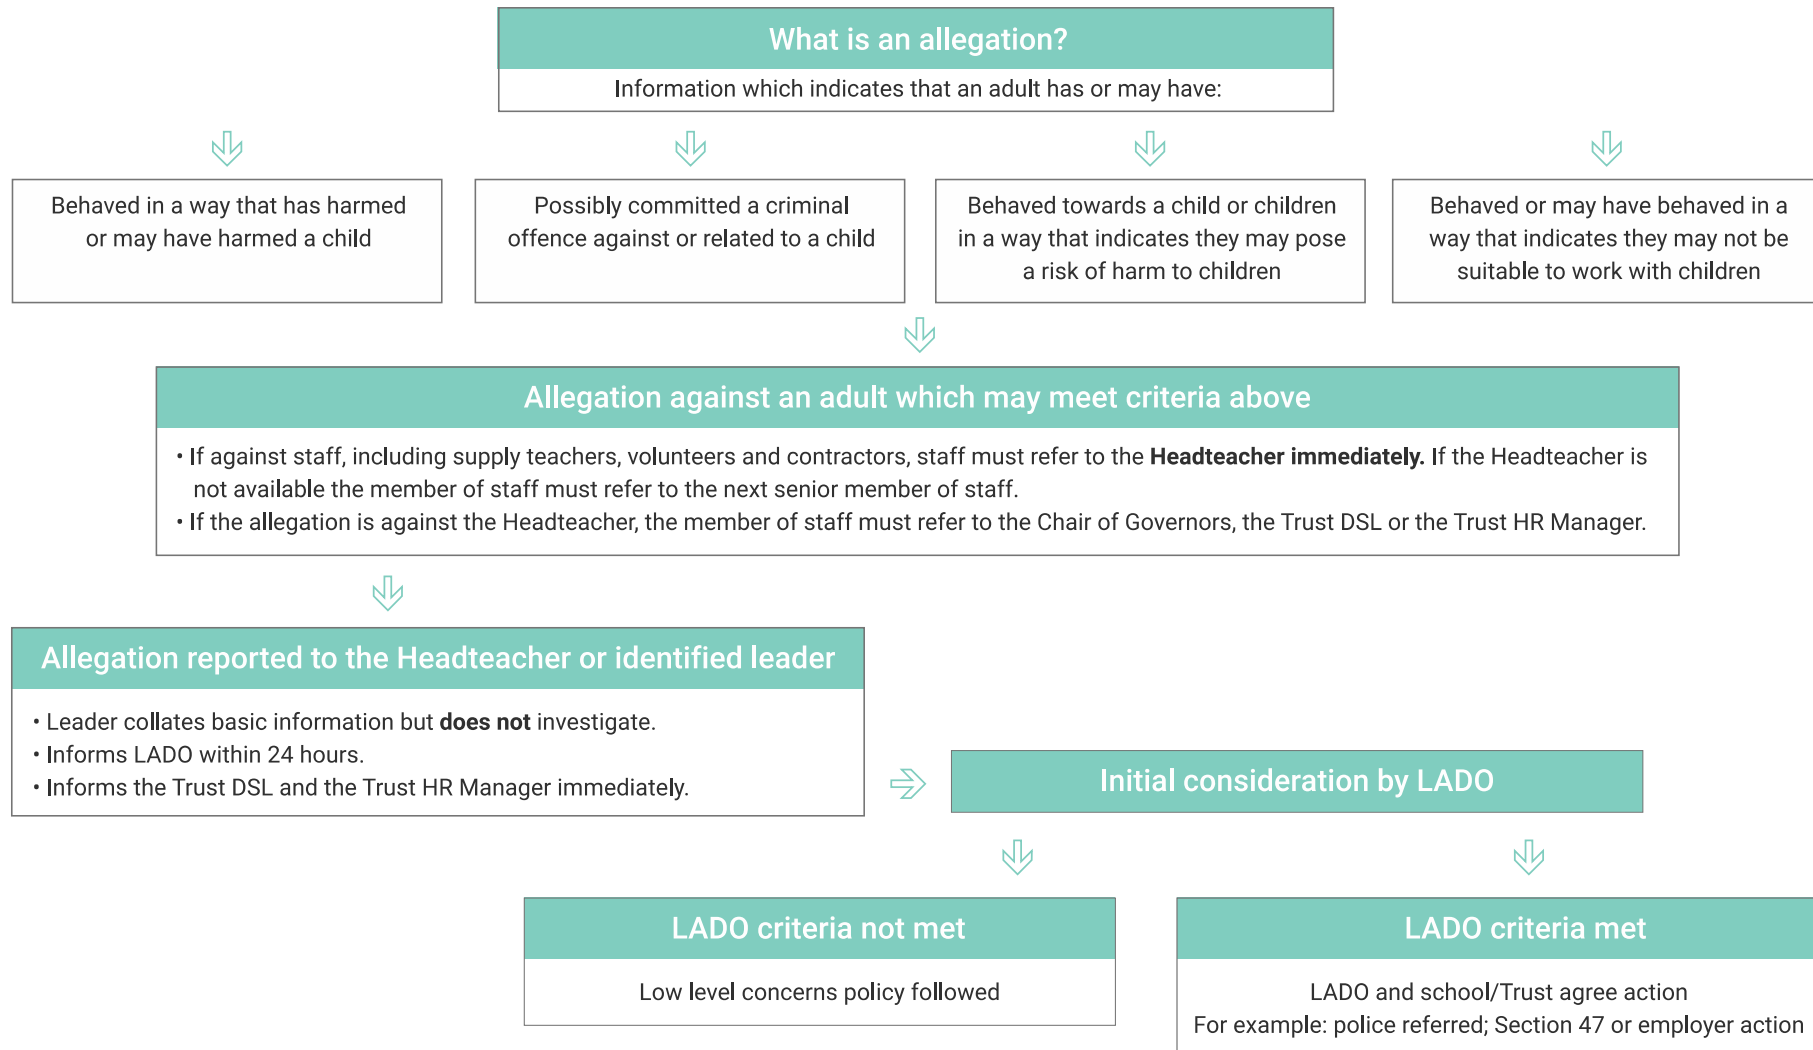 What is an allegation?
Information which indicates that an adult has or may have:
Behaved in a way that has harmed
or may have harmed a child
Possibly committed a criminal
offence against or related to a child
Behaved towards a child or children
in a way that indicates they may pose
a risk of harm to children
Behaved or may have behaved in a
way that indicates they may not be
suitable to work with children
Allegation against an adult which may meet criteria above
• If against staff, including supply teachers, volunteers and contractors, staff must refer to the Headteacher immediately. If the Headteacher is
not available the member of staff must refer to the next senior member of staff.
• If the allegation is against the Headteacher, the member of staff must refer to the Chair of Governors, the Trust DSL or the Trust HR Manager.
Allegation reported to the Headteacher or identified leader
• Leader collates basic information but does not investigate.
• Informs LADO within 24 hours.
• Informs the Trust DSL and the Trust HR Manager immediately.
Initial consideration by LADO
LADO criteria not met
Low level concerns policy followed
LADO criteria met
LADO and school/Trust agree action
For example: police referred; Section 47 or employer action